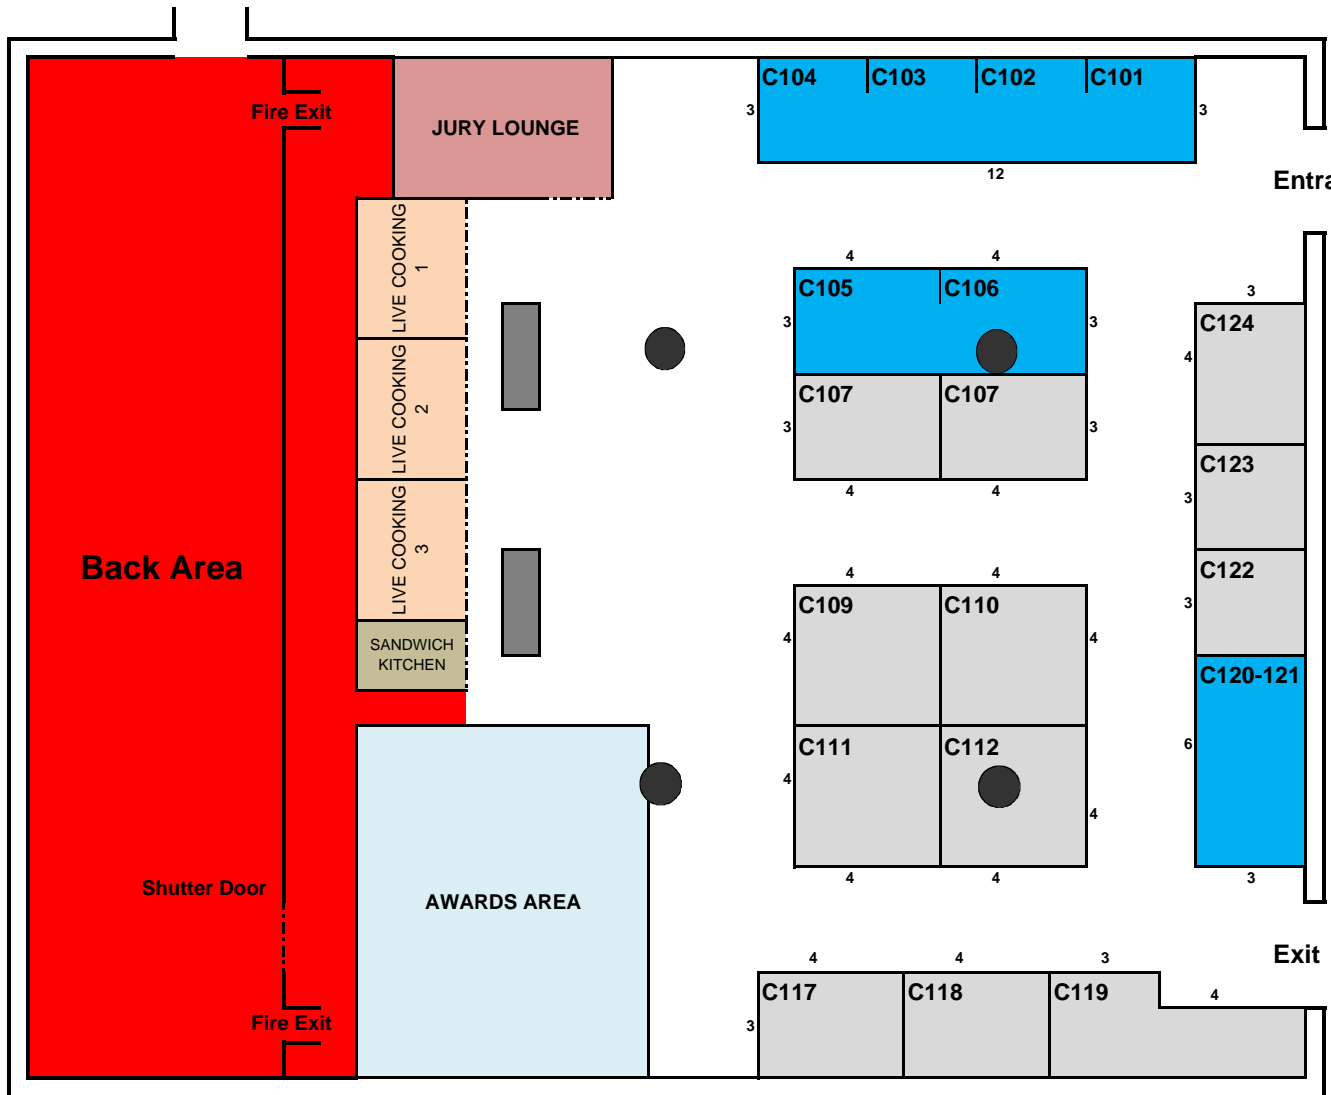 C104
C103
C102
C101
Fire Exit
JURY LOUNGE
3
3
12
Entra
LIVE COOKING
1
4
4
C105
C106
3
3
3
C124
4
LIVE COOKING
2
C107
C107
3
3
4
4
C123
3
LIVE COOKING
3
Back Area
4
4
C109
C110
4
4
C122
3
SANDWICH
KITCHEN
C120-121
6
3
C111
C112
4
4
4
4
Shutter Door
AWARDS AREA
Exit
4
4
3
4
C117
C118
C119
3
Fire Exit